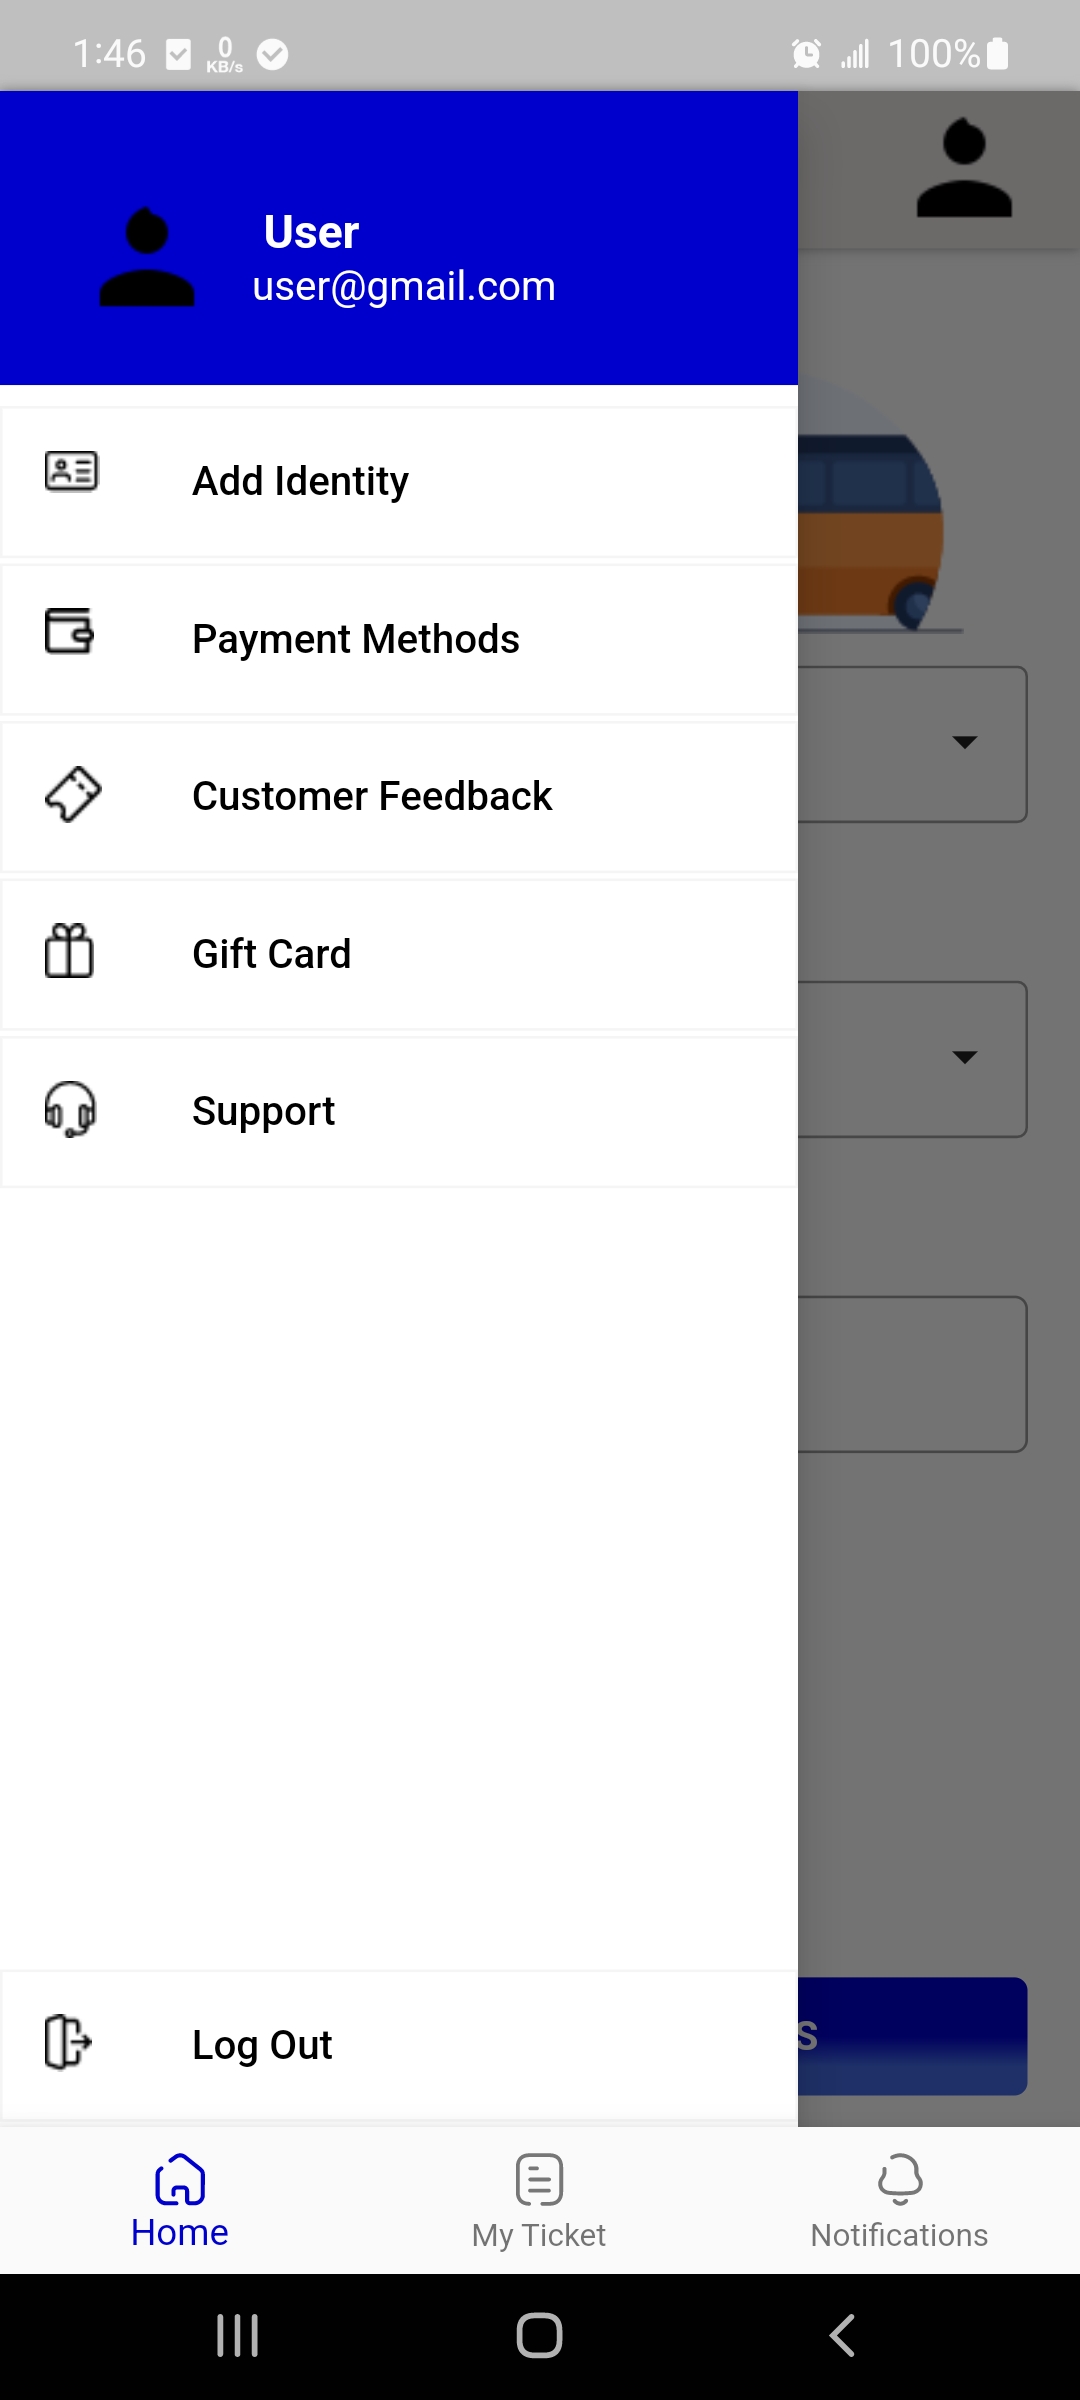 1:46 0 KB/s 100%
User
user@gmail.com
Add Identity
Payment Methods
Customer Feedback
Gift Card
Support
Log Out
S
Home My Ticket Notifications